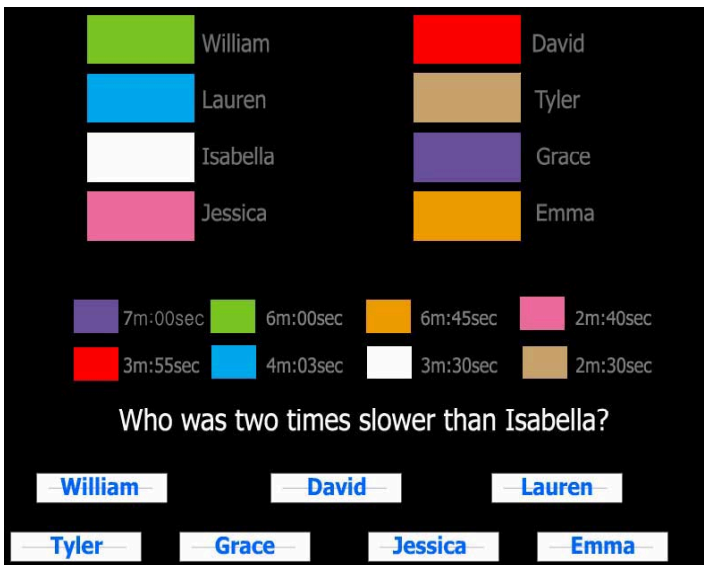 William David
Lauren Tyler
Isabella Grace
Jessica Emma
7m:00sec 6m:00sec 6m:45sec 2m:40sec
3m:55sec 4m:03sec 3m:30sec 2m:30sec
Who was two times slower than Isabella?
William David Lauren
Tyler Grace Jessica Emma